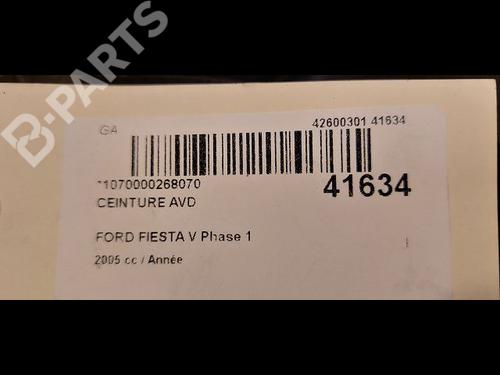 B-PARTS
GA 42600301 41634
*1070000268070 41634
CEINTURE AVD
FORD FIESTA V Phase 1
2005 cc / Année